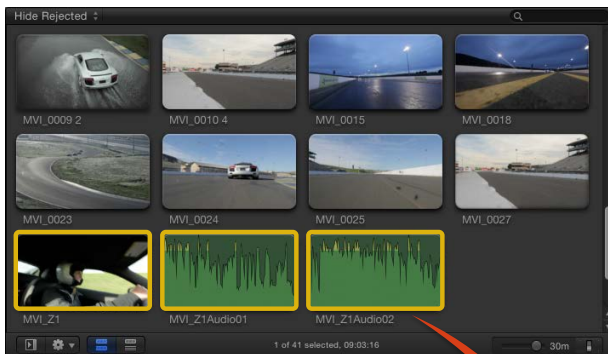 Hide Rejected
MVI_0009 2
MVI_0010 4
MVI_0015
MVI_0018
MVI_0023
MVI_0024
MVI_0025
MVI_0027
MVI_Z1
MVI_Z1Audio01
MVI_Z1Audio02
1 of 41 selected, 09:03:16
30m